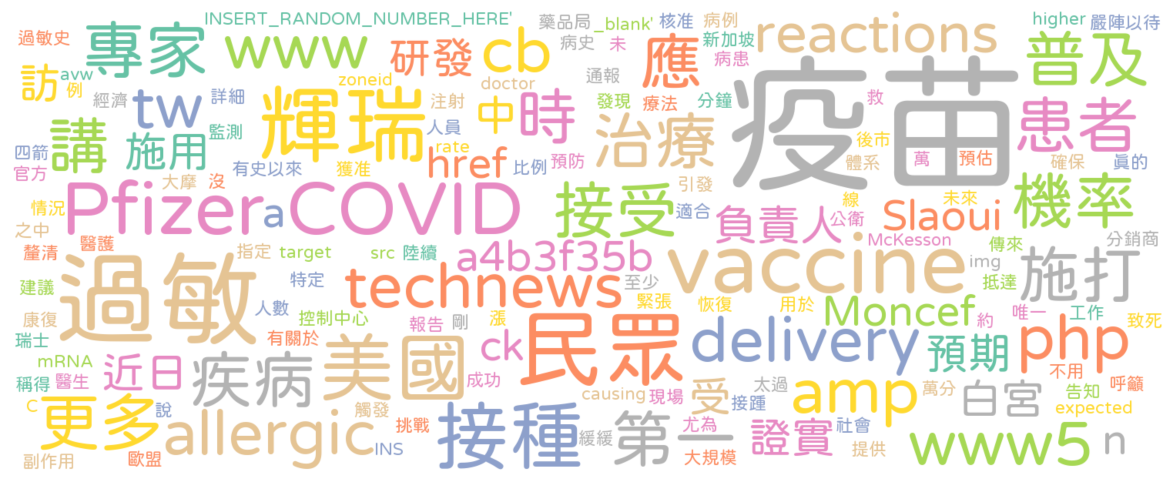 INSERT_RANDOM_NUMBER_HERE'
藥品局
_blank'
核准
病例
higher
嚴陣以待
過敏史
專家
www
研發
cb
病史
未
應
新加坡
病患
reactions
普及
訪
avw
例
zoneid
doctor
通報
疫苗
經濟
tw
詳細
輝瑞
注射
中
時
發現
療法
分鐘
救
患者
講
施用
監測
人員
rate
治療
後市
四箭
官方
有史以來
獲准
href
比例
預防
體系
萬
預估
確保
真的
大摩
沒
引發
Pfizer
a
COVID
接受
適合
負責人
線
公衛
未來
Slaoui
機率
情況
之中
釐清
醫護
指定
target
src
陸續
a4b3f35b
至少
vaccine
McKesson
傳來
img
抵達
分銷商
施打
過敏
建議
康復
瑞士
特定
人數
控制中心
有關於
technews
報告
剛
漲
民眾
緊張
恢復
用於
Moncef
約
唯一
工作
致死
mRNA
稱得
醫生
近日
疾病
美國
ck
成功
delivery
預期
php
不用
告知
呼籲
C
更多
說
觸發
causing
現場
受
太過
接踵
amp
萬分
白宮
expected
副作用
歐盟
allergic
INS
挑戰
接種
緩緩
第一
尤為
大規模
證實
社會
提供
www5
n